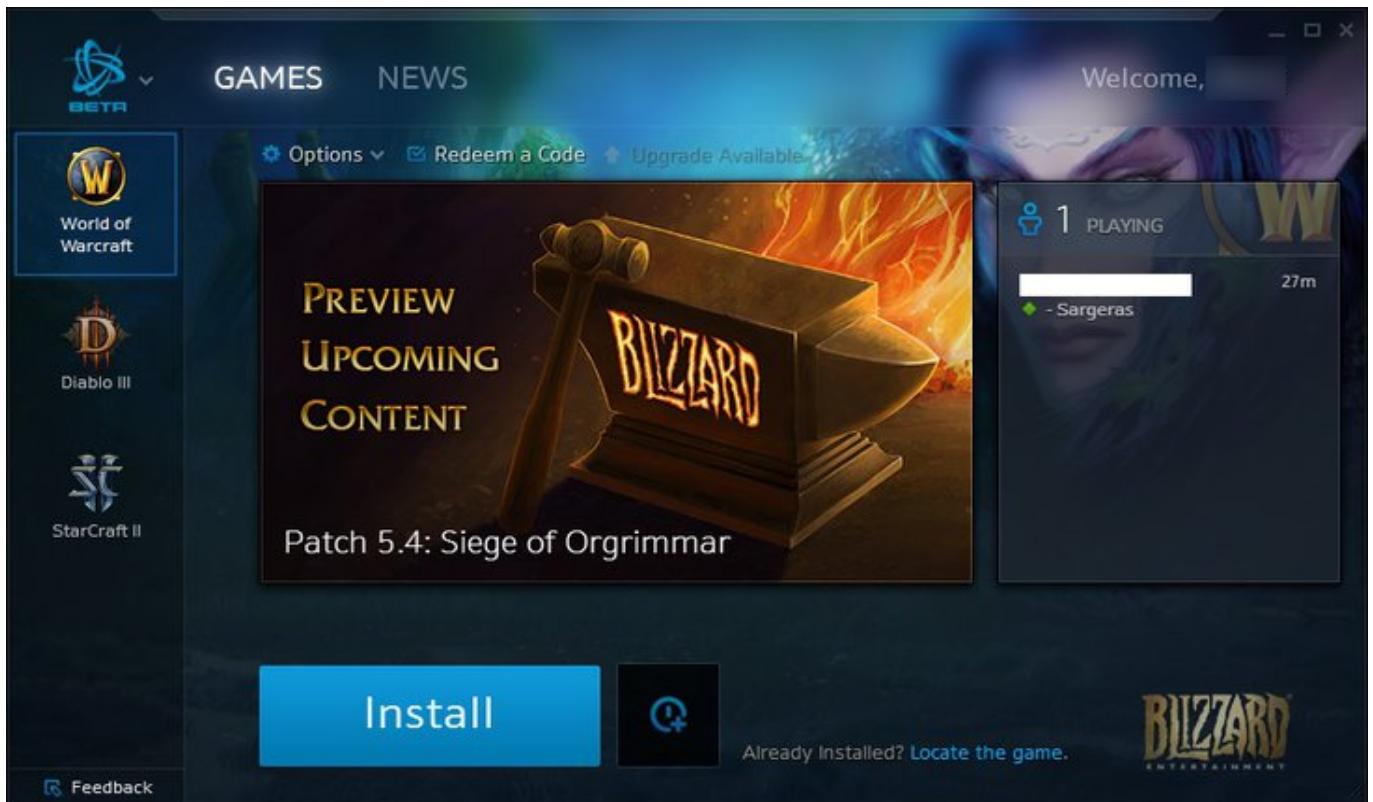 BETA
GAMES
NEWS
Welcome,
World of
Warcraft
Diablo III
StarCraft II
Feedback
Options
Redeem a Code
Upgrade Available
PREVIEW
UPCOMING
CONTENT
BLIZZARD
Patch 5.4: Siege of Orgrimmar
W
1 PLAYING
27m
- Sargeras
Install
Already Installed? Locate the game.
BLIZZARD
ENTERTAINMENT